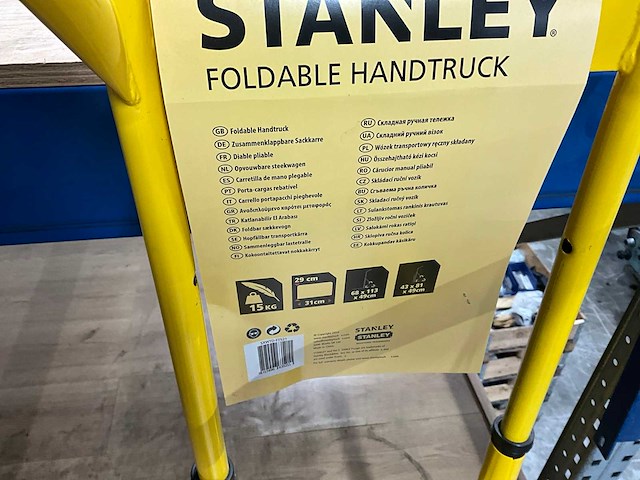 STANLEY®
FOLDABLE HANDTRUCK
GB Foldable Handtruck
DE Zusammenklappbare Sackkarre
FR Diable pliable
NL Opvouwbare steekwagen
ES Carretilla de mano plegable
PT Porta-cargas rebatível
IT Carrello portapacchi pieghevole
GR Αναδιπλούμενο καρότσι μεταφοράς
TR Katlanabilir El Arabası
DK Foldbar sækkevogn
SE Hopfällbar transportkärra
NO Sammenleggbar lastetralle
FI Kokoontaitettavat nokkakärryt
RU Складная ручная тележка
UA Складний ручний візок
PL Wózek transportowy ręczny składany
HU Összehajtható kézi kocsi
RO Cărucior manual pliabil
CZ Skládací ruční vozík
BU Сгъваема ръчна количка
SK Skladací ručný vozík
LT Sulankstomas rankinis krautuvas
SI Zložljiv ročni voziček
LV Salokāmi rokas ratiņi
HR Sklopiva ručna kolica
EE Kokkupandav käsikäru
15 KG
29 cm
31cm
68 x 113 x 49cm
43 x 81 x 49cm
STANLEY
STANLEY